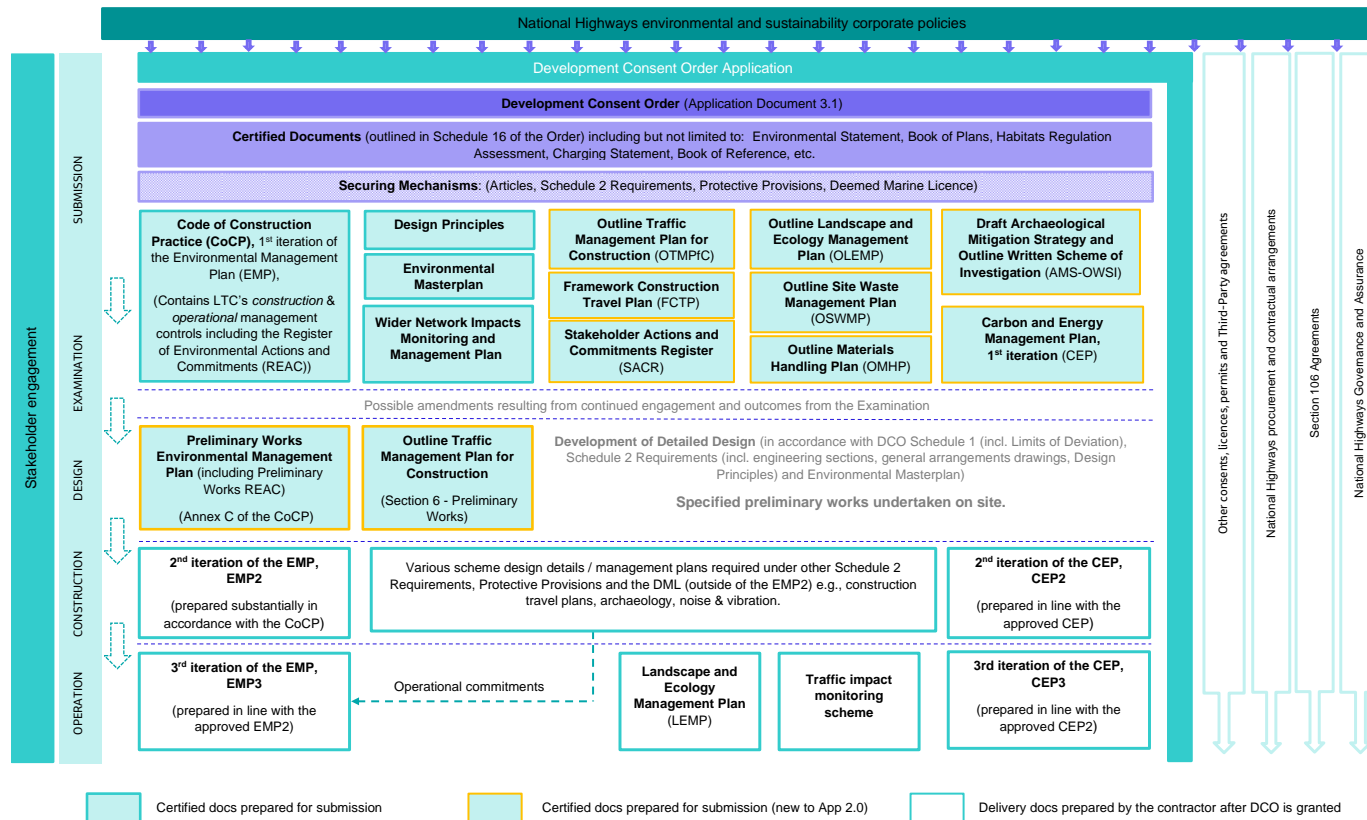 National Highways environmental and sustainability corporate policies
Development Consent Order Application
Development Consent Order (Application Document 3.1)
Certified Documents (outlined in Schedule 16 of the Order) including but not limited to: Environmental Statement, Book of Plans, Habitats Regulation
Assessment, Charging Statement, Book of Reference, etc.
Securing Mechanisms: (Articles, Schedule 2 Requirements, Protective Provisions, Deemed Marine Licence)
Stakeholder engagement
SUBMISSION
EXAMINATION
DESIGN
CONSTRUCTION
OPERATION
Code of Construction
Practice (CoCP), 1st iteration of
the Environmental Management
Plan (EMP),
(Contains LTC's construction &
operational management
controls including the Register
of Environmental Actions and
Commitments (REAC))
Design Principles
Environmental
Masterplan
Wider Network Impacts
Monitoring and
Management Plan
Outline Traffic
Management Plan for
Construction (OTMPfC)
Framework Construction
Travel Plan (FCTP)
Stakeholder Actions and
Commitments Register
(SACR)
Outline Landscape and
Ecology Management
Plan (OLEMP)
Outline Site Waste
Management Plan
(OSWMP)
Outline Materials
Handling Plan (OMHP)
Draft Archaeological
Mitigation Strategy and
Outline Written Scheme of
Investigation (AMS-OWSI)
Carbon and Energy
Management Plan,
1st iteration (CEP)
Possible amendments resulting from continued engagement and outcomes from the Examination
Preliminary Works
Environmental Management
Plan (including Preliminary
Works REAC)
(Annex C of the CoCP)
Outline Traffic
Management Plan for
Construction
(Section 6 - Preliminary
Works)
Development of Detailed Design (in accordance with DCO Schedule 1 (incl. Limits of Deviation),
Schedule 2 Requirements (incl. engineering sections, general arrangements drawings, Design
Principles) and Environmental Masterplan)
Specified preliminary works undertaken on site.
2nd iteration of the EMP,
EMP2
(prepared substantially in
accordance with the CoCP)
Various scheme design details / management plans required under other Schedule 2
Requirements, Protective Provisions and the DML (outside of the EMP2) e.g., construction
travel plans, archaeology, noise & vibration.
2nd iteration of the CEP,
CEP2
(prepared in line with the
approved CEP)
3rd iteration of the EMP,
EMP3
(prepared in line with the
approved EMP2)
Operational commitments
Landscape and
Ecology
Management Plan
(LEMP)
Traffic impact
monitoring
scheme
3rd iteration of the CEP,
CEP3
(prepared in line with the
approved CEP2)
Other consents, licences, permits and Third-Party agreements
National Highways procurement and contractual arrangements
Section 106 Agreements
National Highways Governance and Assurance
Certified docs prepared for submission
Certified docs prepared for submission (new to App 2.0)
Delivery docs prepared by the contractor after DCO is granted